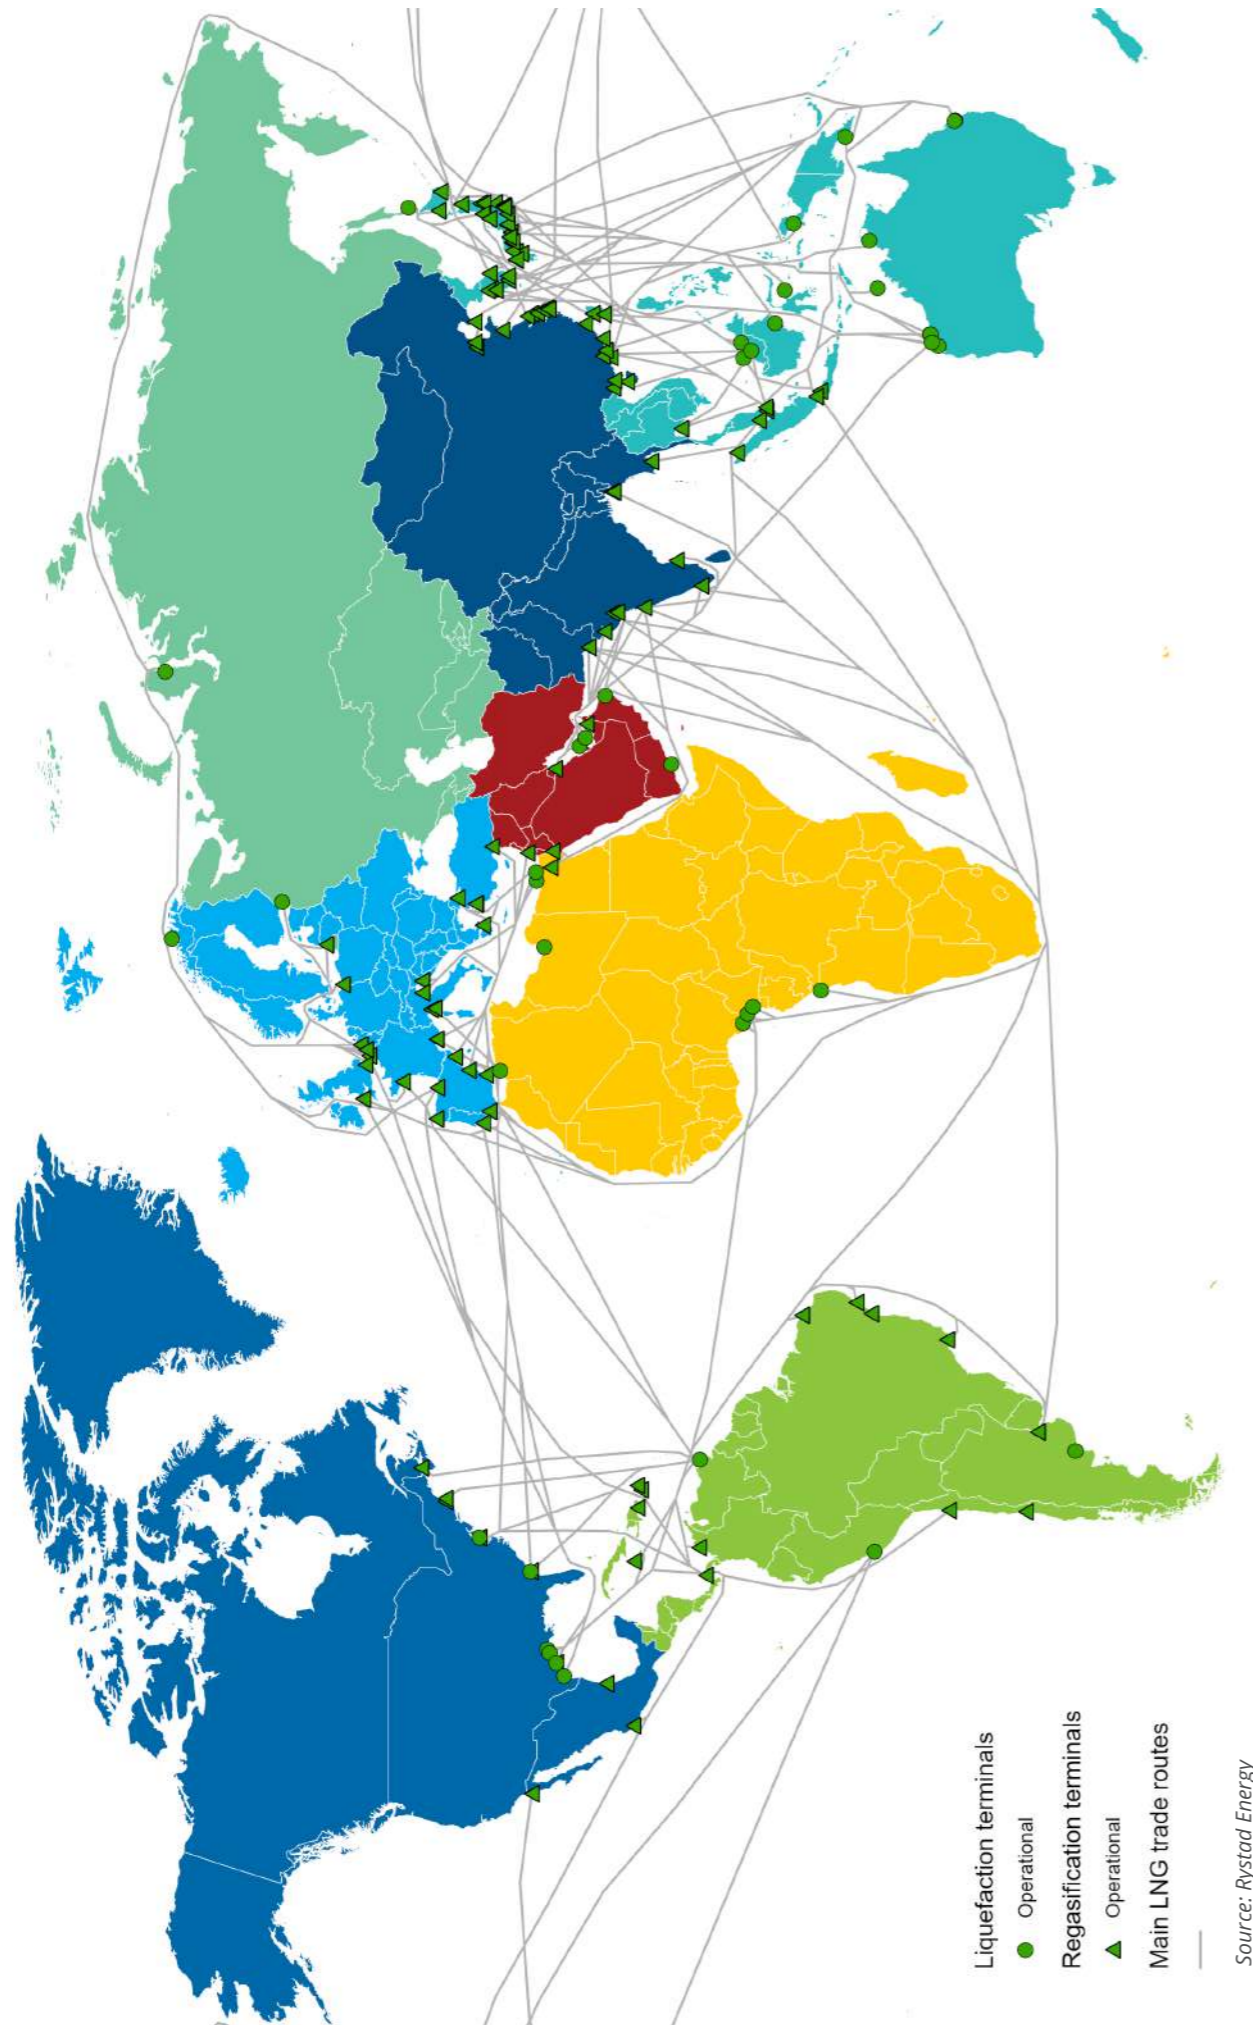 Liquefaction terminals
Operational
Regasification terminals
Operational
Main LNG trade routes
Source: Rystad Energy